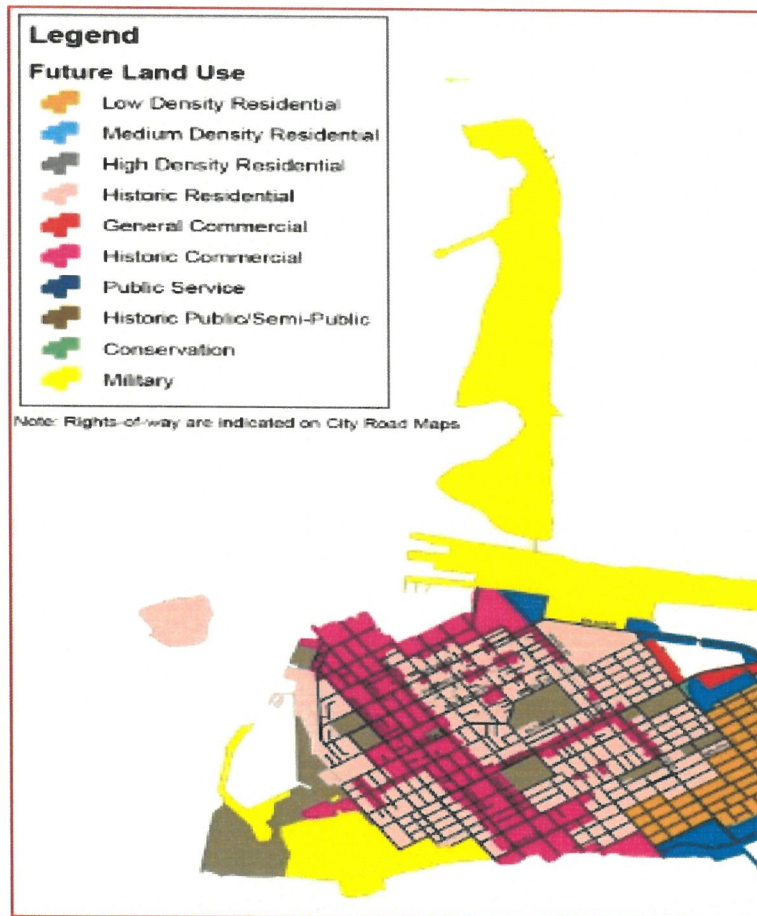 Legend
Future Land Use
Low Density Residential
Medium Density Residential
High Density Residential
Historic Residential
General Commercial
Historic Commercial
Public Service
Historic Public/Semi-Public
Conservation
Military
Note: Rights-of-way are indicated on City Road Maps